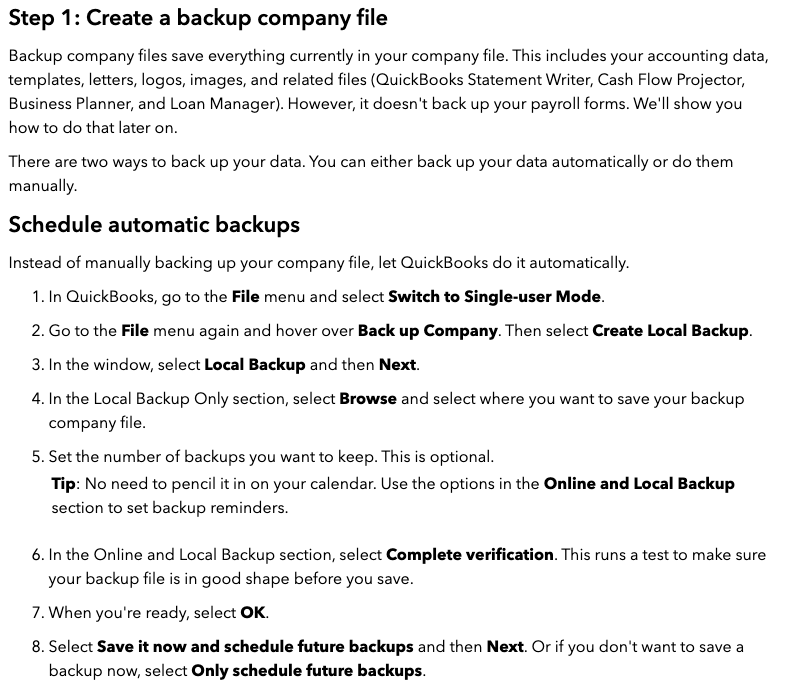 Step 1: Create a backup company file
Backup company files save everything currently in your company file. This includes your accounting data,
templates, letters, logos, images, and related files (QuickBooks Statement Writer, Cash Flow Projector,
Business Planner, and Loan Manager). However, it doesn't back up your payroll forms. We'll show you
how to do that later on.
There are two ways to back up your data. You can either back up your data automatically or do them
manually.
Schedule automatic backups
Instead of manually backing up your company file, let QuickBooks do it automatically.
1. In QuickBooks, go to the File menu and select Switch to Single-user Mode.
2. Go to the File menu again and hover over Back up Company. Then select Create Local Backup.
3. In the window, select Local Backup and then Next.
4. In the Local Backup Only section, select Browse and select where you want to save your backup
company file.
5. Set the number of backups you want to keep. This is optional.
Tip: No need to pencil it in on your calendar. Use the options in the Online and Local Backup
section to set backup reminders.
6. In the Online and Local Backup section, select Complete verification. This runs a test to make sure
your backup file is in good shape before you save.
7. When you're ready, select OK.
8. Select Save it now and schedule future backups and then Next. Or if you don't want to save a
backup now, select Only schedule future backups.